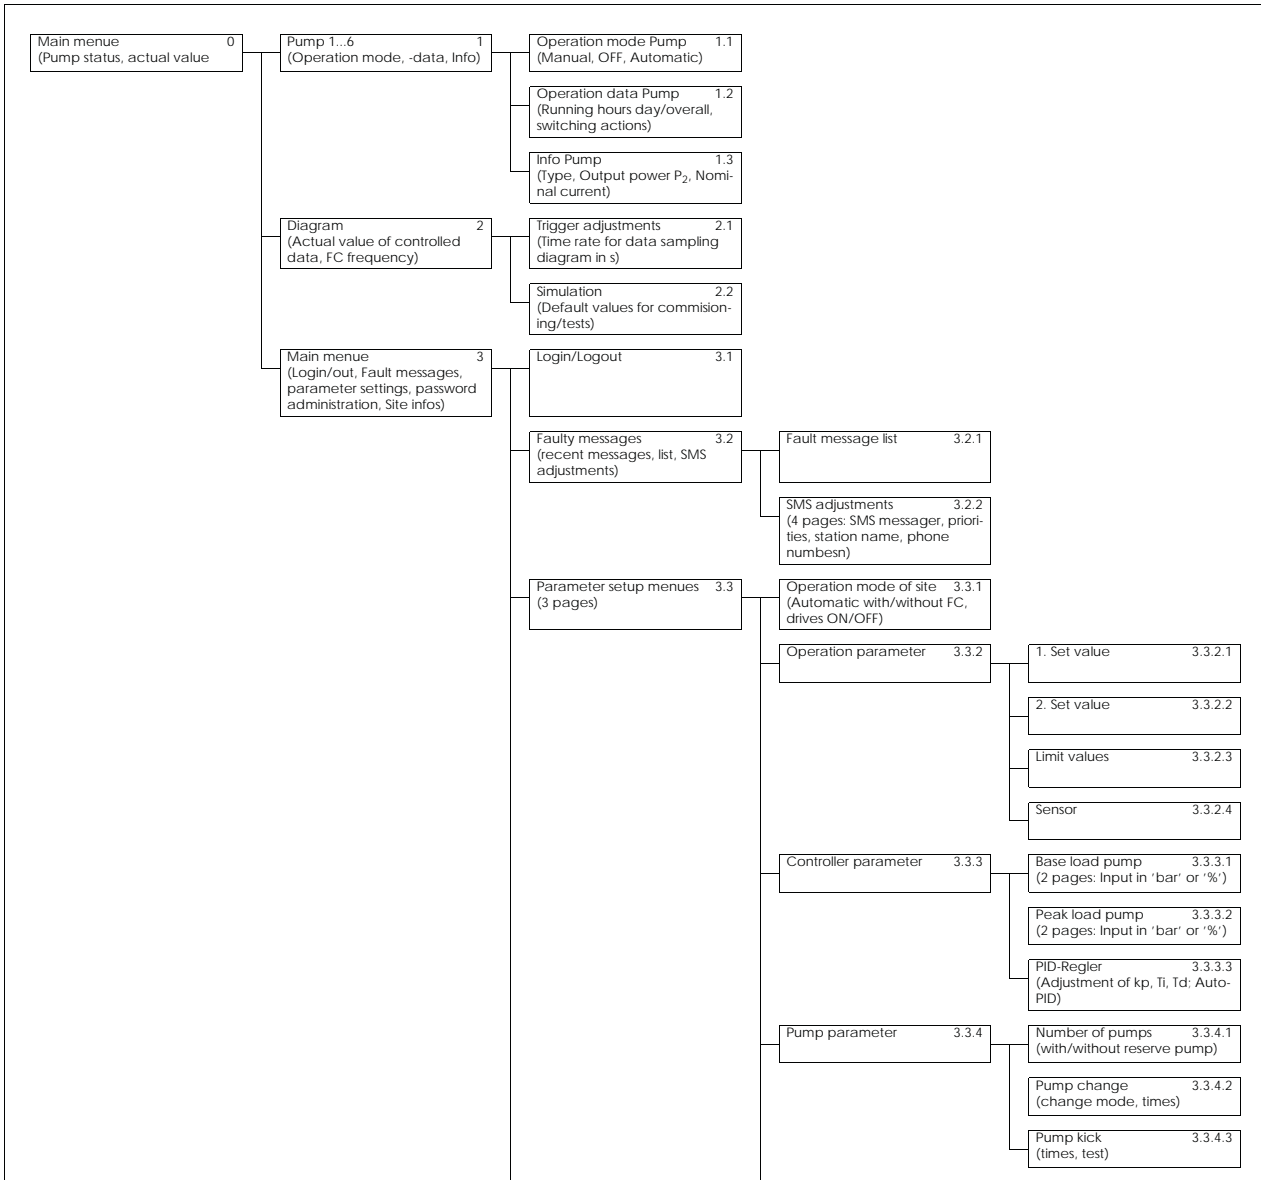 Main menue 0
(Pump status, actual value
Pump 1...6 1
(Operation mode, -data, Info)
Operation mode Pump 1.1
(Manual, OFF, Automatic)
Operation data Pump 1.2
(Running hours day/overall,
switching actions)
Info Pump 1.3
(Type, Output power P2, Nomi-
nal current)
Diagram 2
(Actual value of controlled
data, FC frequency)
Trigger adjustments 2.1
(Time rate for data sampling
diagram in s)
Simulation 2.2
(Default values for commision-
ing/tests)
Main menue 3
(Login/out, Fault messages,
parameter settings, password
administration, Site infos)
Login/Logout 3.1
Faulty messages 3.2
(recent messages, list, SMS
adjustments)
Fault message list 3.2.1
SMS adjustments 3.2.2
(4 pages: SMS messager, priori-
ties, station name, phone
numbesn)
Parameter setup menues 3.3
(3 pages)
Operation mode of site 3.3.1
(Automatic with/without FC,
drives ON/OFF)
Operation parameter 3.3.2
1. Set value 3.3.2.1
2. Set value 3.3.2.2
Limit values 3.3.2.3
Sensor 3.3.2.4
Controller parameter 3.3.3
Base load pump 3.3.3.1
(2 pages: Input in 'bar' or '%')
Peak load pump 3.3.3.2
(2 pages: Input in 'bar' or '%')
PID-Regler 3.3.3.3
(Adjustment of kp, Ti, Td; Auto-
PID)
Pump parameter 3.3.4
Number of pumps 3.3.4.1
(with/without reserve pump)
Pump change 3.3.4.2
(change mode, times)
Pump kick 3.3.4.3
(times, test)